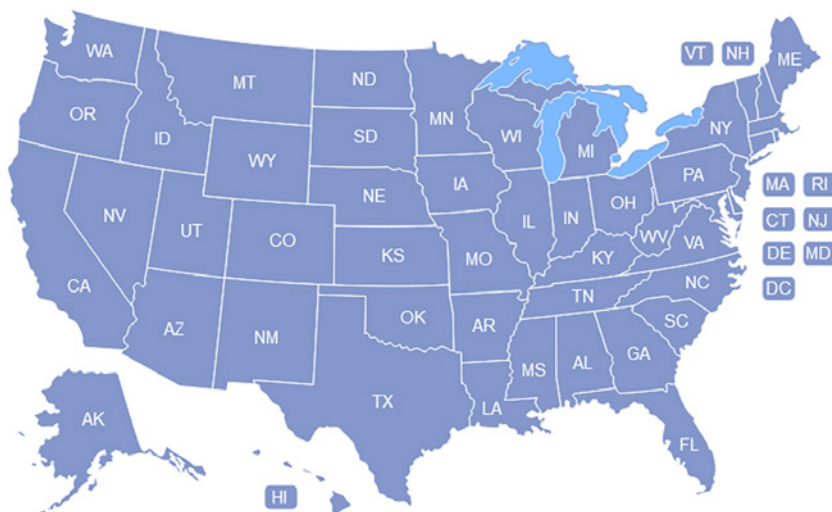 WA
MT
ND
MN
VT NH
ME
OR
ID
SD
WI
MI
NY
WY
IA
NE
PA
MA RI
NV
UT
CO
IL
IN
OH
WV
VA
CT NJ
KS
MO
KY
DE MD
CA
AZ
NM
OK
AR
TN
NC
DC
SC
MS
AL
GA
TX
LA
AK
FL
HI